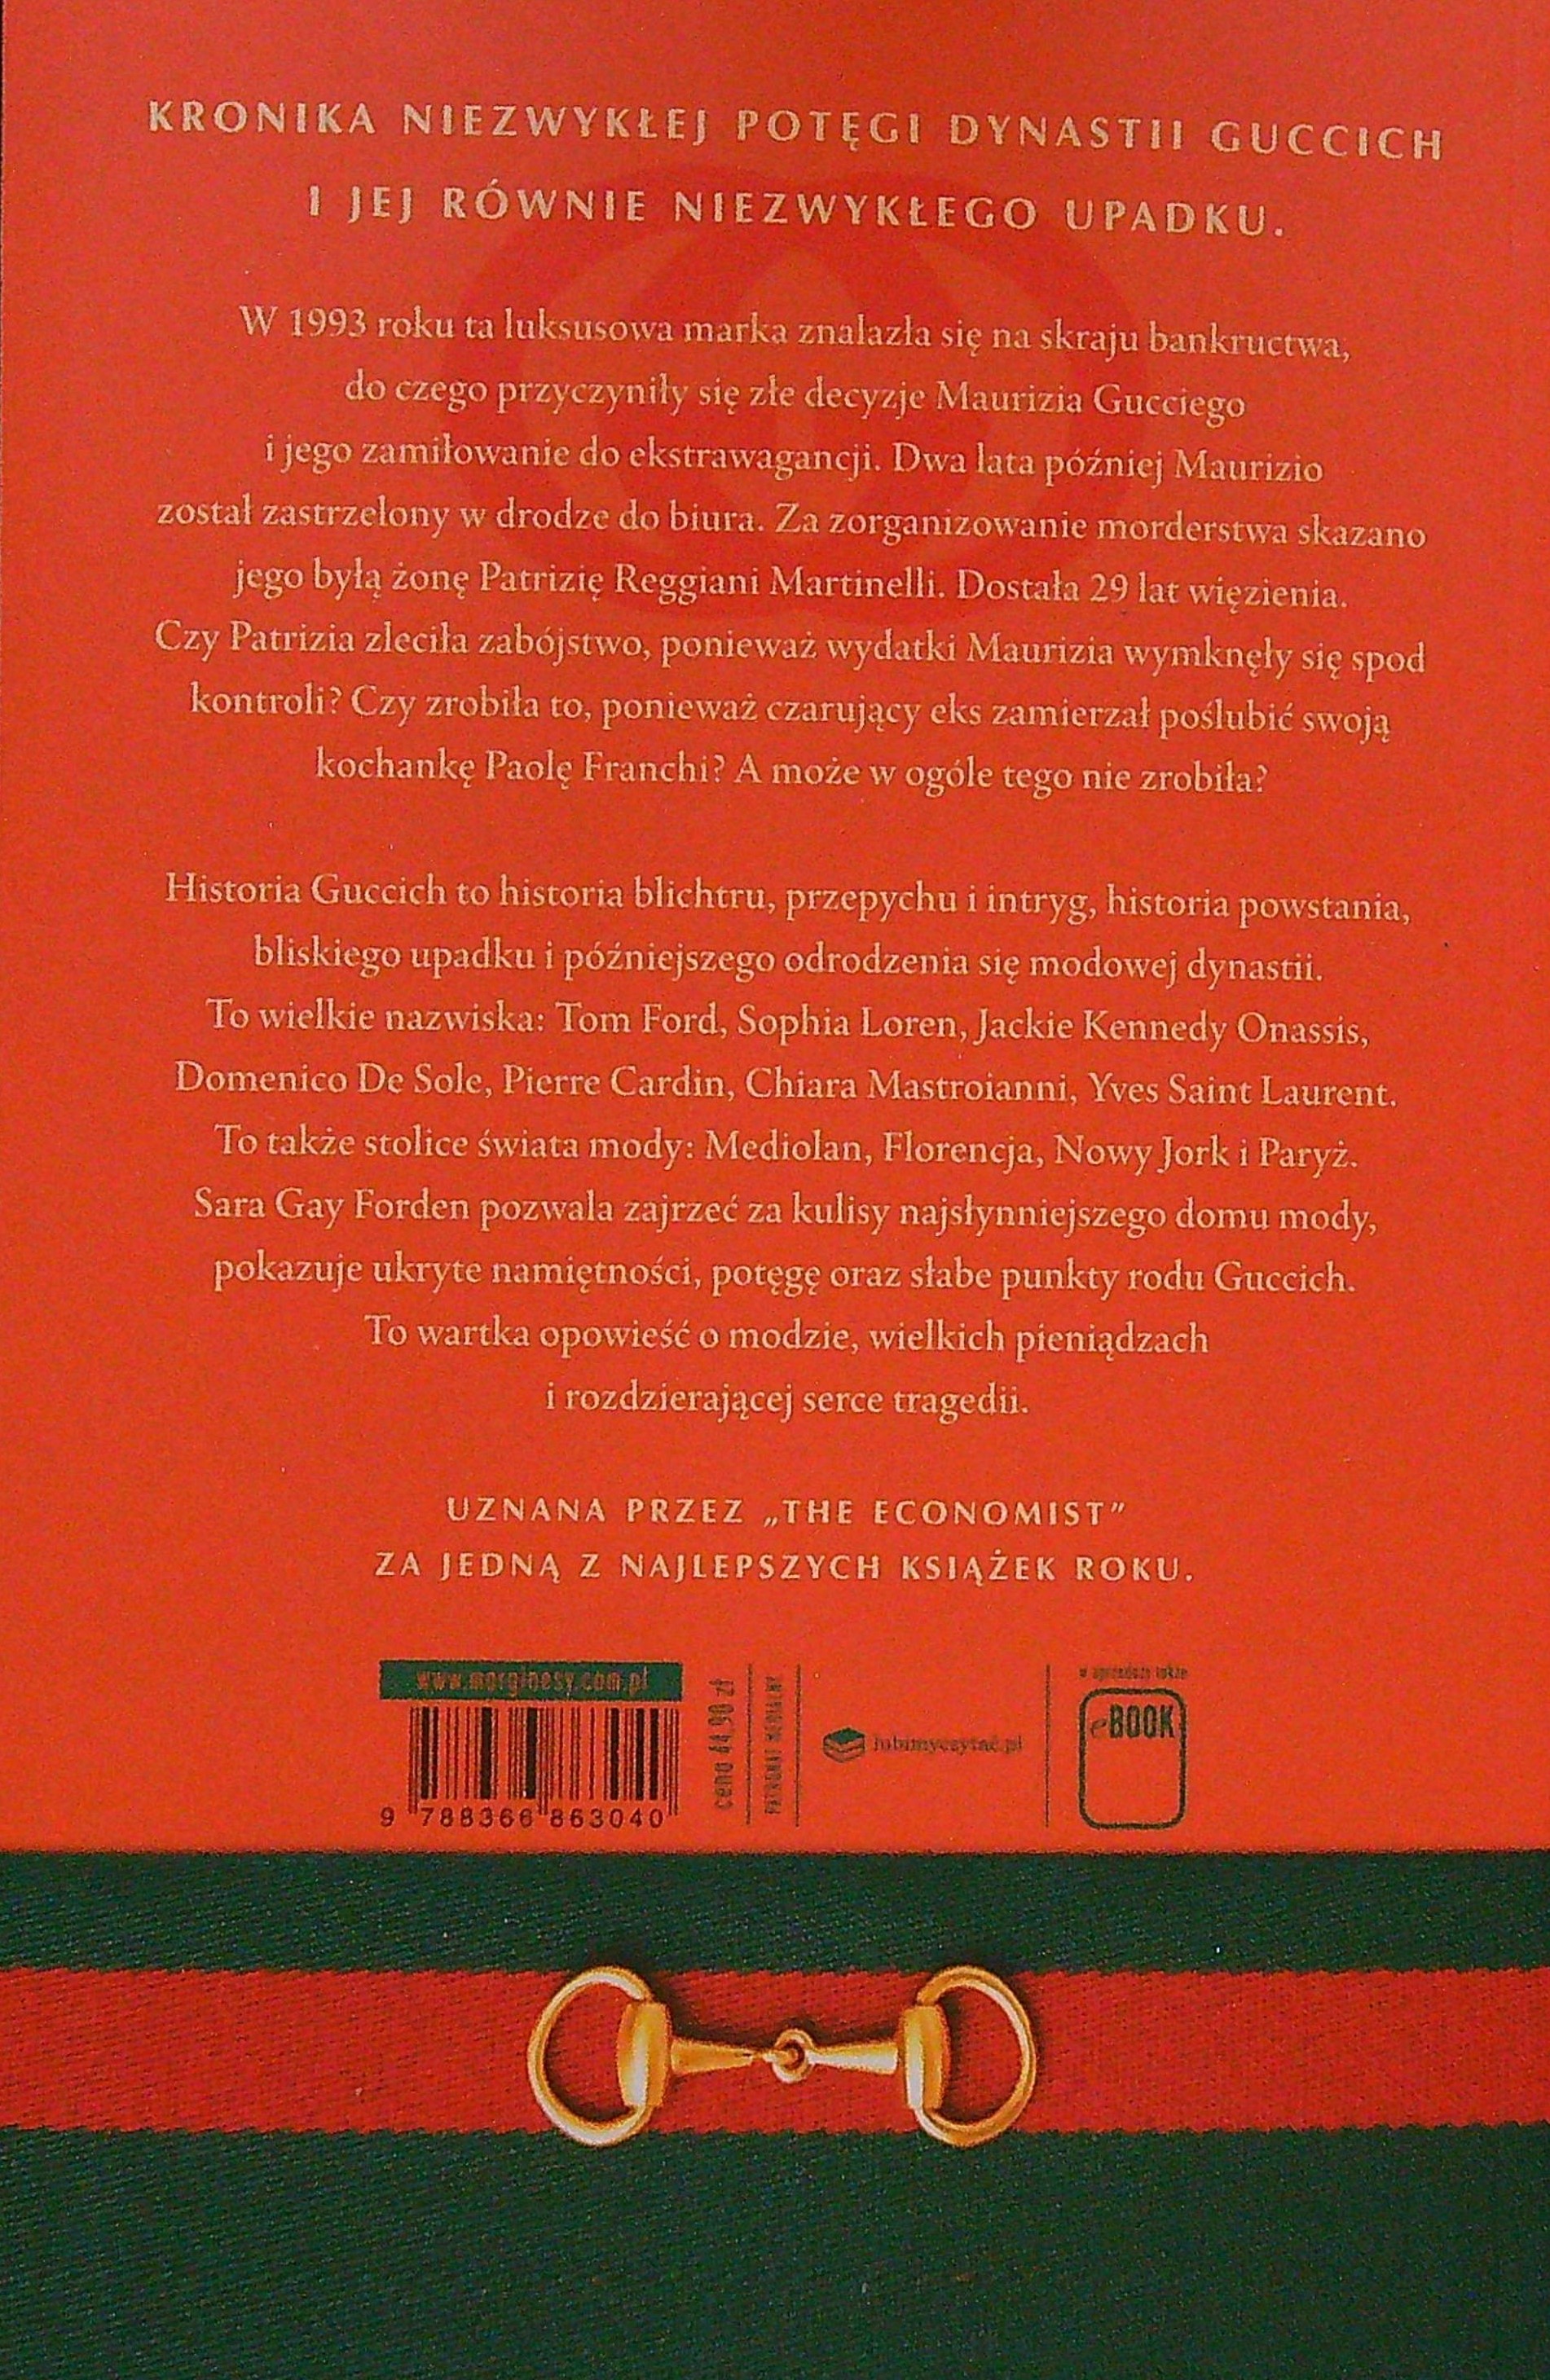 KRONIKA NIEZWYKŁEJ POTĘGI DYNASTII GUCCICH
I JEJ RÓWNIE NIEZWYKŁEGO UPADKU.
W 1993 roku ta luksusowa marka znalazła się na skraju bankructwa,
do czego przyczyniły się złe decyzje Maurizia Gucciego
i jego zamiłowanie do ekstrawagancji. Dwa lata później Maurizio
został zastrzelony w drodze do biura. Za zorganizowanie morderstwa skazano
jego byłą żonę Patrizię Reggiani Martinelli. Dostała 29 lat więzienia.
Czy Patrizia zleciła zabójstwo, ponieważ wydatki Maurizia wymknęły się spod
kontroli? Czy zrobiła to, ponieważ czarujący eks zamierzał poślubić swoją
kochankę Paolę Franchi? A może w ogóle tego nie zrobiła?
Historia Guccich to historia blichtru, przepychu i intryg, historia powstania,
bliskiego upadku i późniejszego odrodzenia się modowej dynastii.
To wielkie nazwiska: Tom Ford, Sophia Loren, Jackie Kennedy Onassis,
Domenico De Sole, Pierre Cardin, Chiara Mastroianni, Yves Saint Laurent.
To także stolice świata mody: Mediolan, Florencja, Nowy Jork i Paryż.
Sara Gay Forden pozwala zajrzeć za kulisy najsłynniejszego domu mody,
pokazuje ukryte namiętności, potęgę oraz słabe punkty rodu Guccich.
To wartka opowieść o modzie, wielkich pieniądzach
i rozdzierającej serce tragedii.
UZNANA PRZEZ „THE ECONOMIST”
ZA JEDNĄ Z NAJLEPSZYCH KSIĄŻEK ROKU.
www.marginesy.com.pl
9 788366 863040
cena 44,90 zł
PATRONAT MEDIALNY
lubimyczytać.pl
w sprzedaży także
eBOOK